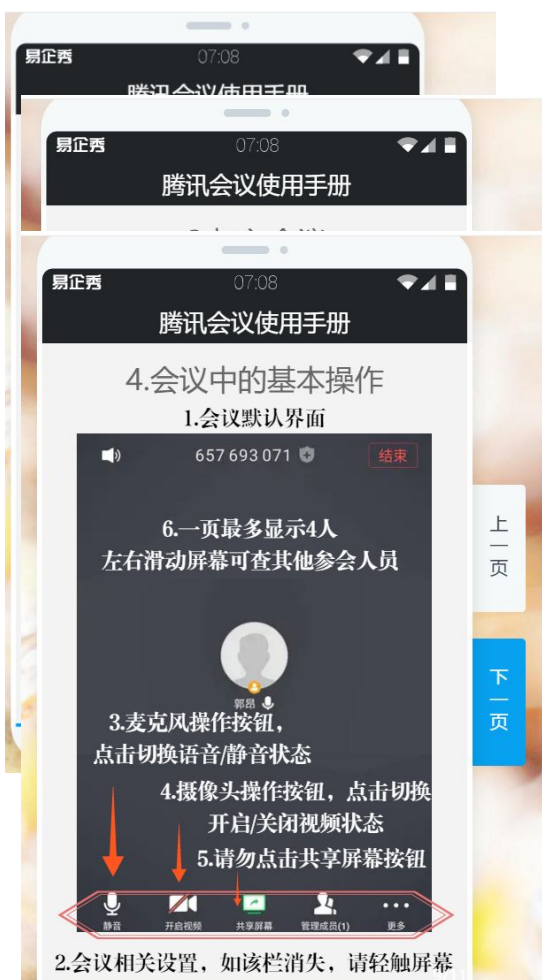 易企秀 07:08
腾讯会议使用手册
易企秀 07:08
腾讯会议使用手册
易企秀 07:08
腾讯会议使用手册
4.会议中的基本操作
1.会议默认界面
657 693 071 结束
6.一页最多显示4人
左右滑动屏幕可查其他参会人员
郭昂
3.麦克风操作按钮,
点击切换语音/静音状态
4.摄像头操作按钮，点击切换
开启/关闭视频状态
5.请勿点击共享屏幕按钮
静音 开启视频 共享屏幕 管理成员(1) 更多
2.会议相关设置，如该栏消失，请轻触屏幕
上一页
下一页